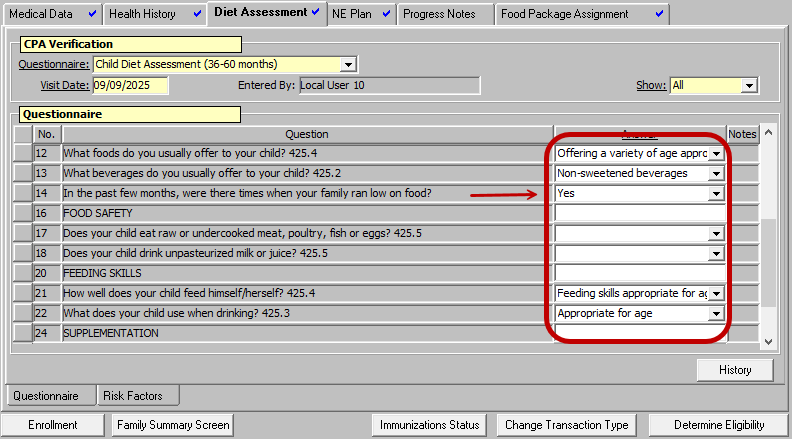 Medical Data Health History Diet Assessment NE Plan Progress Notes Food Package Assignment
CPA Verification
Questionnaire: Child Diet Assessment (36-60 months)
Visit Date: 09/09/2025 Entered By: Local User 10 Show: All
Questionnaire
No. Question Answer Notes
12 What foods do you usually offer to your child? 425.4 Offering a variety of age appro
13 What beverages do you usually offer to your child? 425.2 Non-sweetened beverages
14 In the past few months, were there times when your family ran low on food? Yes
16 FOOD SAFETY
17 Does your child eat raw or undercooked meat, poultry, fish or eggs? 425.5
18 Does your child drink unpasteurized milk or juice? 425.5
20 FEEDING SKILLS
21 How well does your child feed himself/herself? 425.4 Feeding skills appropriate for ag
22 What does your child use when drinking? 425.3 Appropriate for age
24 SUPPLEMENTATION
History
Questionnaire Risk Factors
Enrollment Family Summary Screen Immunizations Status Change Transaction Type Determine Eligibility